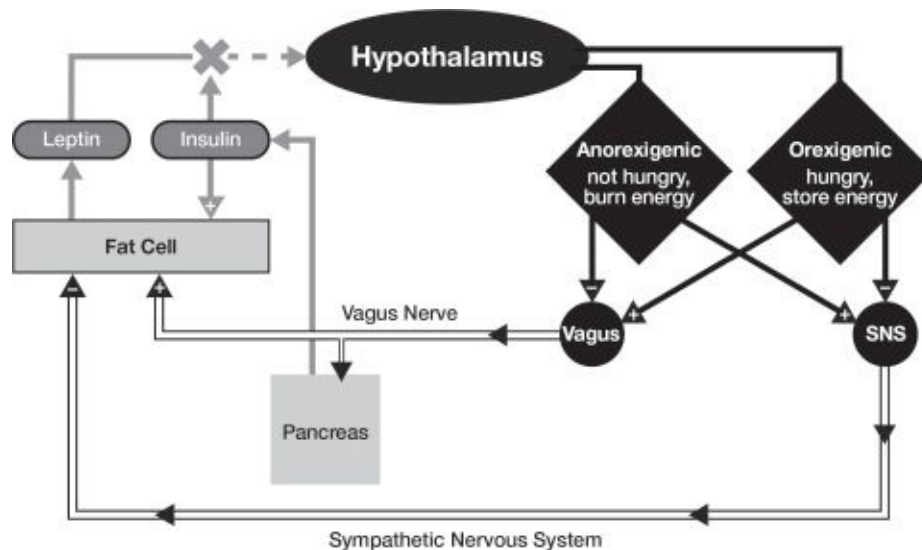 Hypothalamus
Leptin
Insulin
Anorexigenic
not hungry,
burn energy
Orexigenic
hungry,
store energy
+
Fat Cell
−
+
−
+
+
−
Vagus Nerve
Vagus
SNS
Pancreas
Sympathetic Nervous System